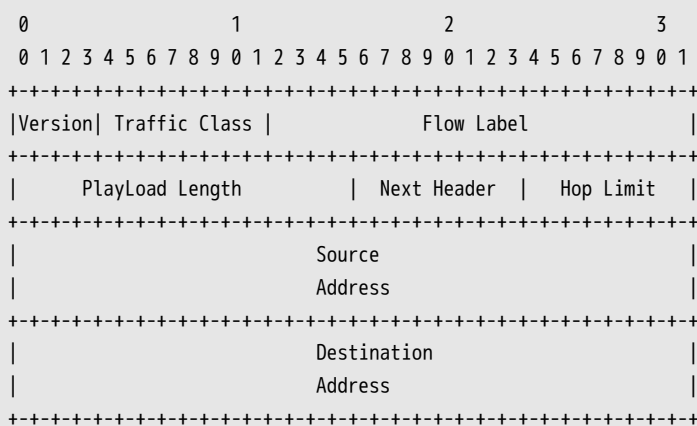 0                   1                   2                   3
0 1 2 3 4 5 6 7 8 9 0 1 2 3 4 5 6 7 8 9 0 1 2 3 4 5 6 7 8 9 0 1
+-+-+-+-+-+-+-+-+-+-+-+-+-+-+-+-+-+-+-+-+-+-+-+-+-+-+-+-+-+-+-+-+
|Version| Traffic Class |              Flow Label               |
+-+-+-+-+-+-+-+-+-+-+-+-+-+-+-+-+-+-+-+-+-+-+-+-+-+-+-+-+-+-+-+-+
|      PlayLoad Length          |  Next Header  |   Hop Limit   |
+-+-+-+-+-+-+-+-+-+-+-+-+-+-+-+-+-+-+-+-+-+-+-+-+-+-+-+-+-+-+-+-+
|                            Source                             |
|                            Address                            |
+-+-+-+-+-+-+-+-+-+-+-+-+-+-+-+-+-+-+-+-+-+-+-+-+-+-+-+-+-+-+-+-+
|                            Destination                        |
|                            Address                            |
+-+-+-+-+-+-+-+-+-+-+-+-+-+-+-+-+-+-+-+-+-+-+-+-+-+-+-+-+-+-+-+-+